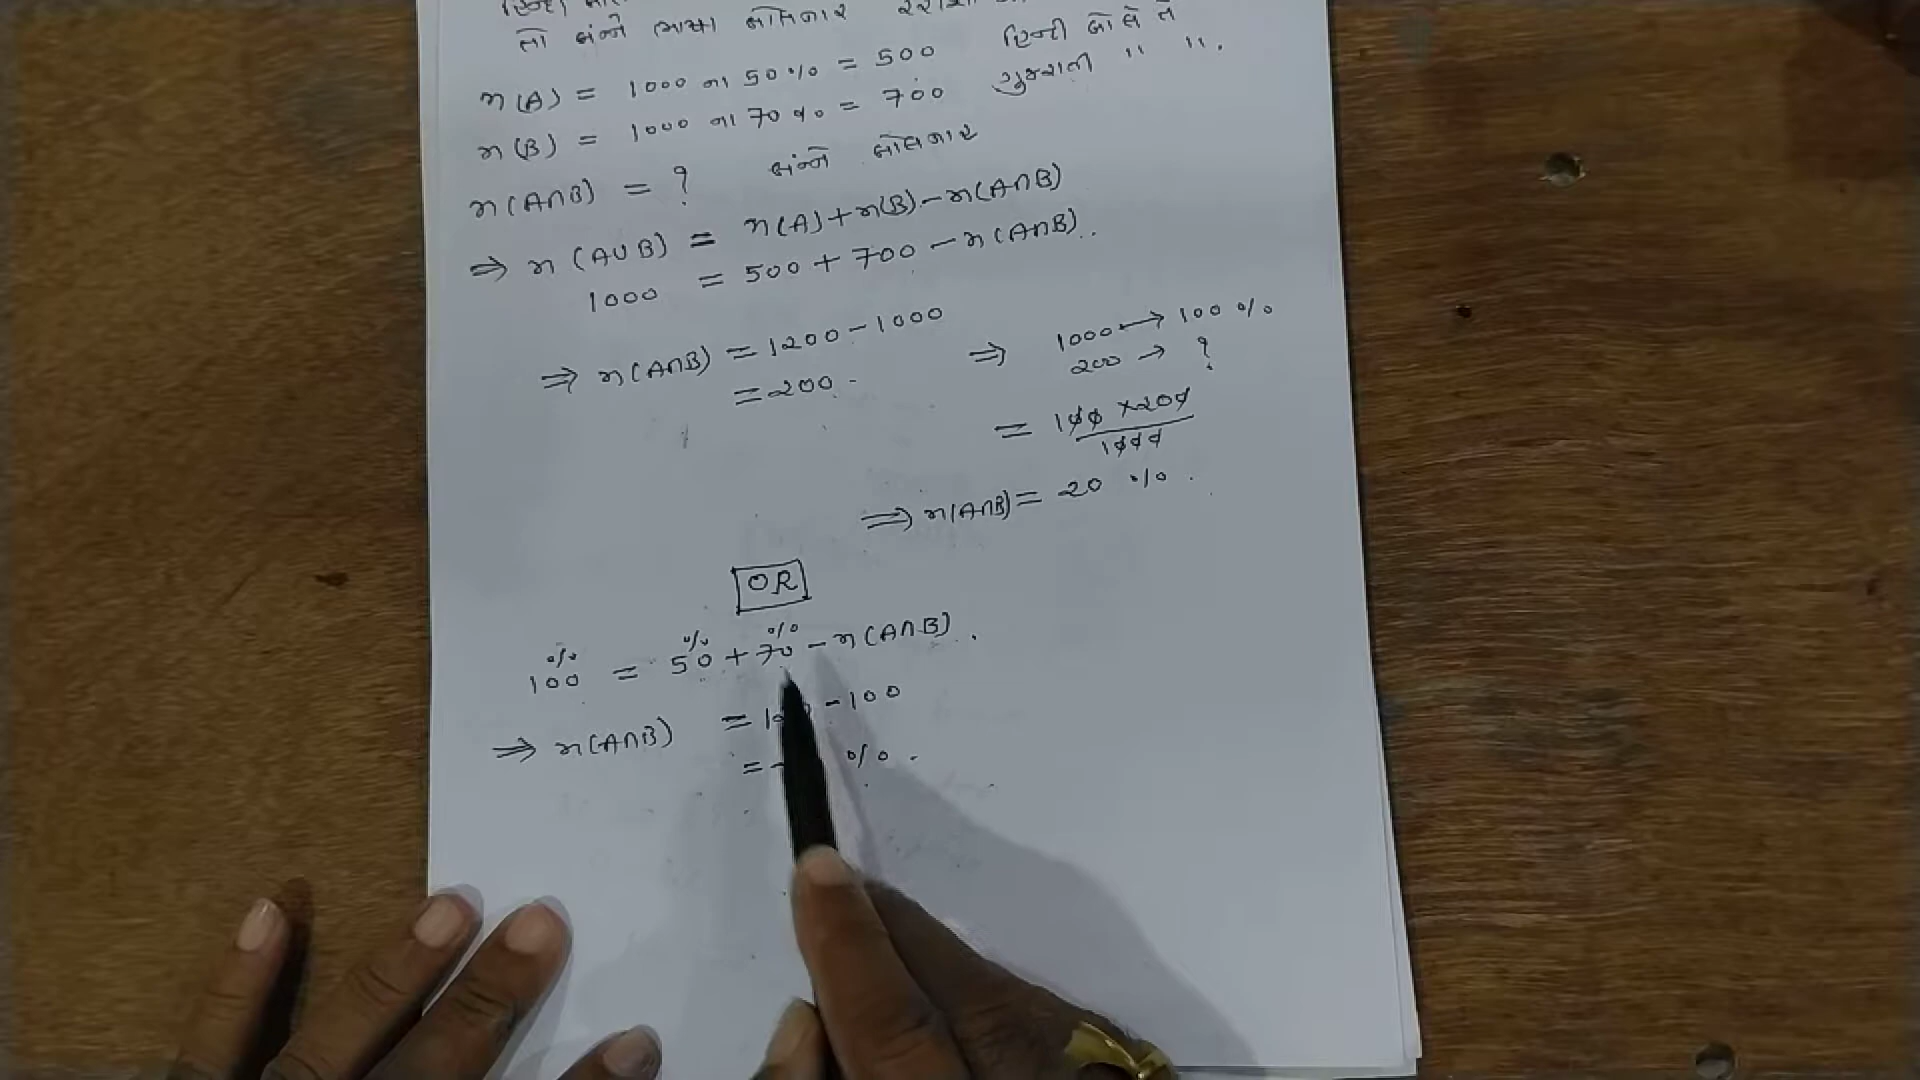 તો બંન્ને ભાષા બોલનાર
n(A) = 1000 ના 50% = 500 હિન્દી બોલે તે
n(B) = 1000 ના 70% = 700 ગુજરાતી " ".
n(A∩B) = ? બંન્ને બોલનાર
⇒ n(A∪B) = n(A)+n(B)-n(A∩B)
1000 = 500 + 700 - n(A∩B).
⇒ n(A∩B) = 1200 - 1000
= 200.
⇒ 1000 → 100 %
200 → ?
= 100 × 200
1000
⇒ n(A∩B) = 20 %.
OR
100% = 50% + 70% - n(A∩B).
⇒ n(A∩B) = - 100
= %.